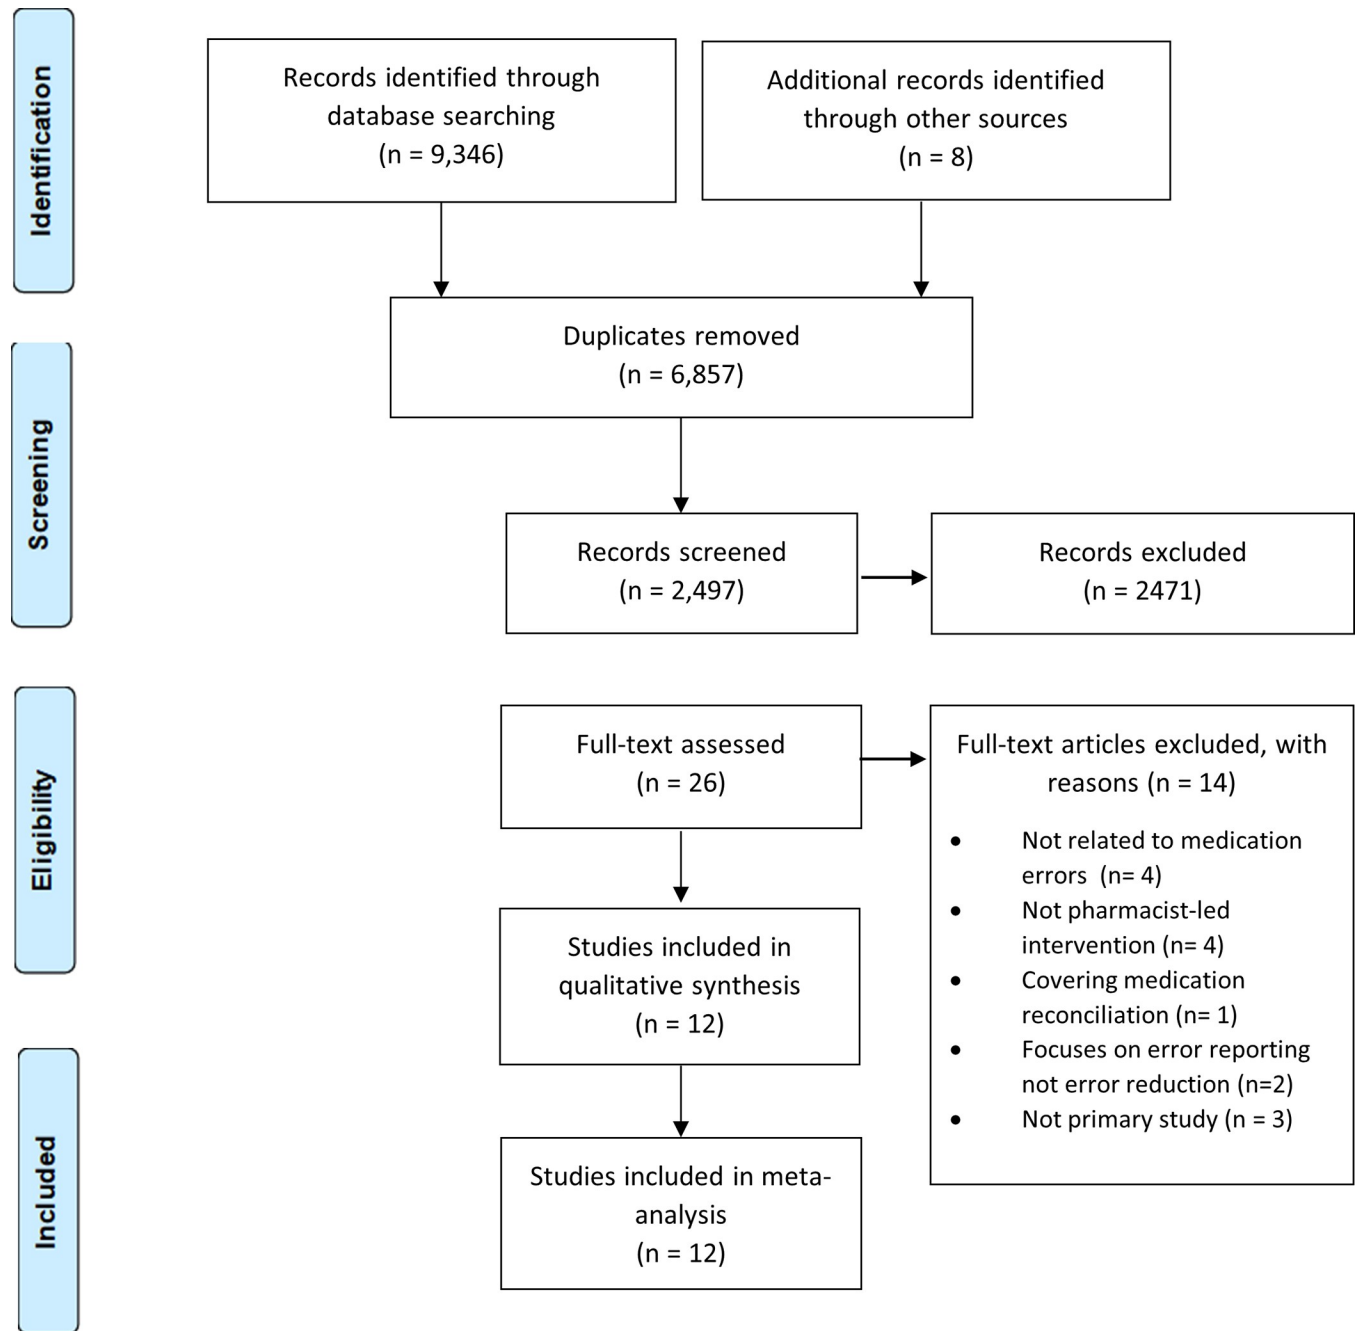 Identification
Records identified through
database searching
(n = 9,346)
Additional records identified
through other sources
(n = 8)
Duplicates removed
(n = 6,857)
Screening
Records screened
(n = 2,497)
Records excluded
(n = 2471)
Eligibility
Full-text assessed
(n = 26)
Full-text articles excluded, with
reasons (n = 14)
• Not related to medication
errors (n= 4)
• Not pharmacist-led
intervention (n= 4)
• Covering medication
reconciliation (n= 1)
• Focuses on error reporting
not error reduction (n=2)
• Not primary study (n = 3)
Studies included in
qualitative synthesis
(n = 12)
Included
Studies included in meta-
analysis
(n = 12)